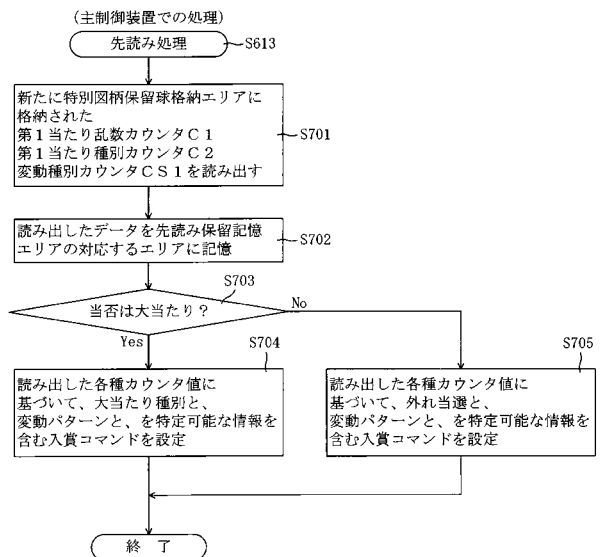 （主制御装置での処理）
先読み処理
S613
新たに特別図柄保留球格納エリアに
格納された
第１当たり乱数カウンタＣ１
第１当たり種別カウンタＣ２
変動種別カウンタＣＳ１を読み出す
S701
読み出したデータを先読み保留記憶
エリアの対応するエリアに記憶
S702
S703
当否は大当たり？
No
Yes
S704
読み出した各種カウンタ値に
基づいて、大当たり種別と、
変動パターンと、を特定可能な情報を
含む入賞コマンドを設定
S705
読み出した各種カウンタ値に
基づいて、外れ当選と、
変動パターンと、を特定可能な情報を
含む入賞コマンドを設定
終　了